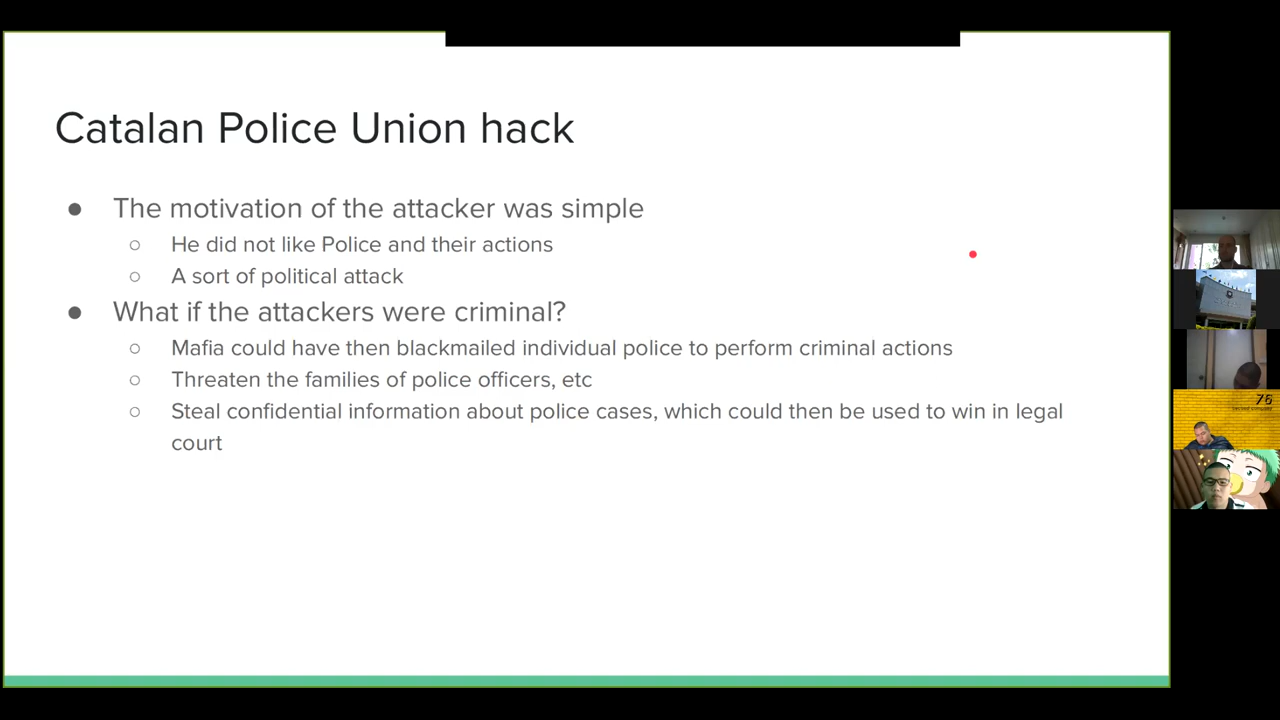 Catalan Police Union hack
● The motivation of the attacker was simple
○ He did not like Police and their actions
○ A sort of political attack
● What if the attackers were criminal?
○ Mafia could have then blackmailed individual police to perform criminal actions
○ Threaten the families of police officers, etc
○ Steal confidential information about police cases, which could then be used to win in legal
court
76